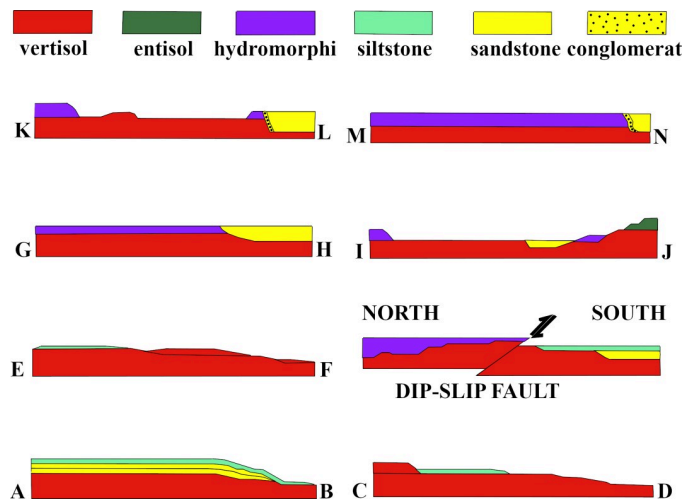 vertisol entisol hydromorphi siltstone sandstone conglomerat
K L M N
G H I J
NORTH SOUTH
E F
DIP-SLIP FAULT
A B C D